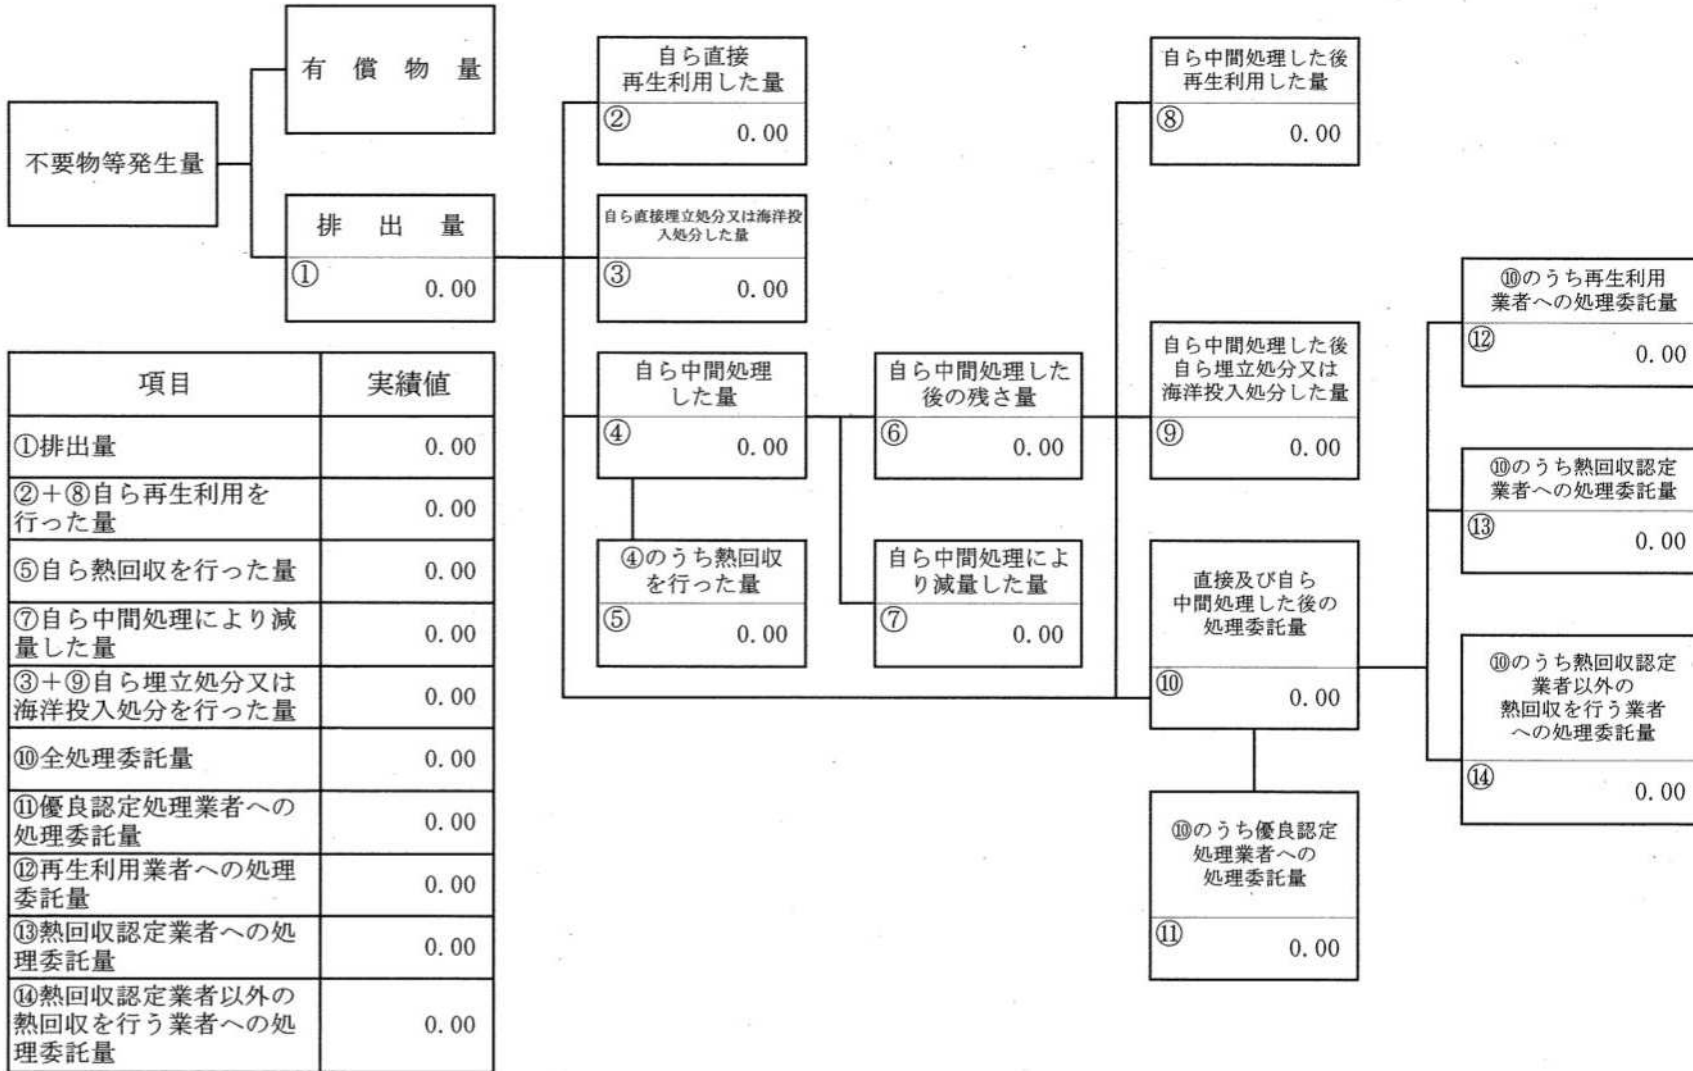 有償物量
不要物等発生量
排出量
①
0.00
自ら直接
再生利用した量
②
0.00
自ら直接埋立処分又は海洋投
入処分した量
③
0.00
自ら中間処理
した量
④
0.00
④のうち熱回収
を行った量
⑤
0.00
自ら中間処理した
後の残さ量
⑥
0.00
自ら中間処理によ
り減量した量
⑦
0.00
自ら中間処理した後
再生利用した量
⑧
0.00
自ら中間処理した後
自ら埋立処分又は
海洋投入処分した量
⑨
0.00
直接及び自ら
中間処理した後の
処理委託量
⑩
0.00
⑩のうち優良認定
処理業者への
処理委託量
⑪
0.00
⑩のうち再生利用
業者への処理委託量
⑫
0.00
⑩のうち熱回収認定
業者への処理委託量
⑬
0.00
⑩のうち熱回収認定
業者以外の
熱回収を行う業者
への処理委託量
⑭
0.00
項目 実績値
①排出量 0.00
②＋⑧自ら再生利用を
行った量 0.00
⑤自ら熱回収を行った量 0.00
⑦自ら中間処理により減
量した量 0.00
③＋⑨自ら埋立処分又は
海洋投入処分を行った量 0.00
⑩全処理委託量 0.00
⑪優良認定処理業者への
処理委託量 0.00
⑫再生利用業者への処理
委託量 0.00
⑬熱回収認定業者への処
理委託量 0.00
⑭熱回収認定業者以外の
熱回収を行う業者への処
理委託量 0.00